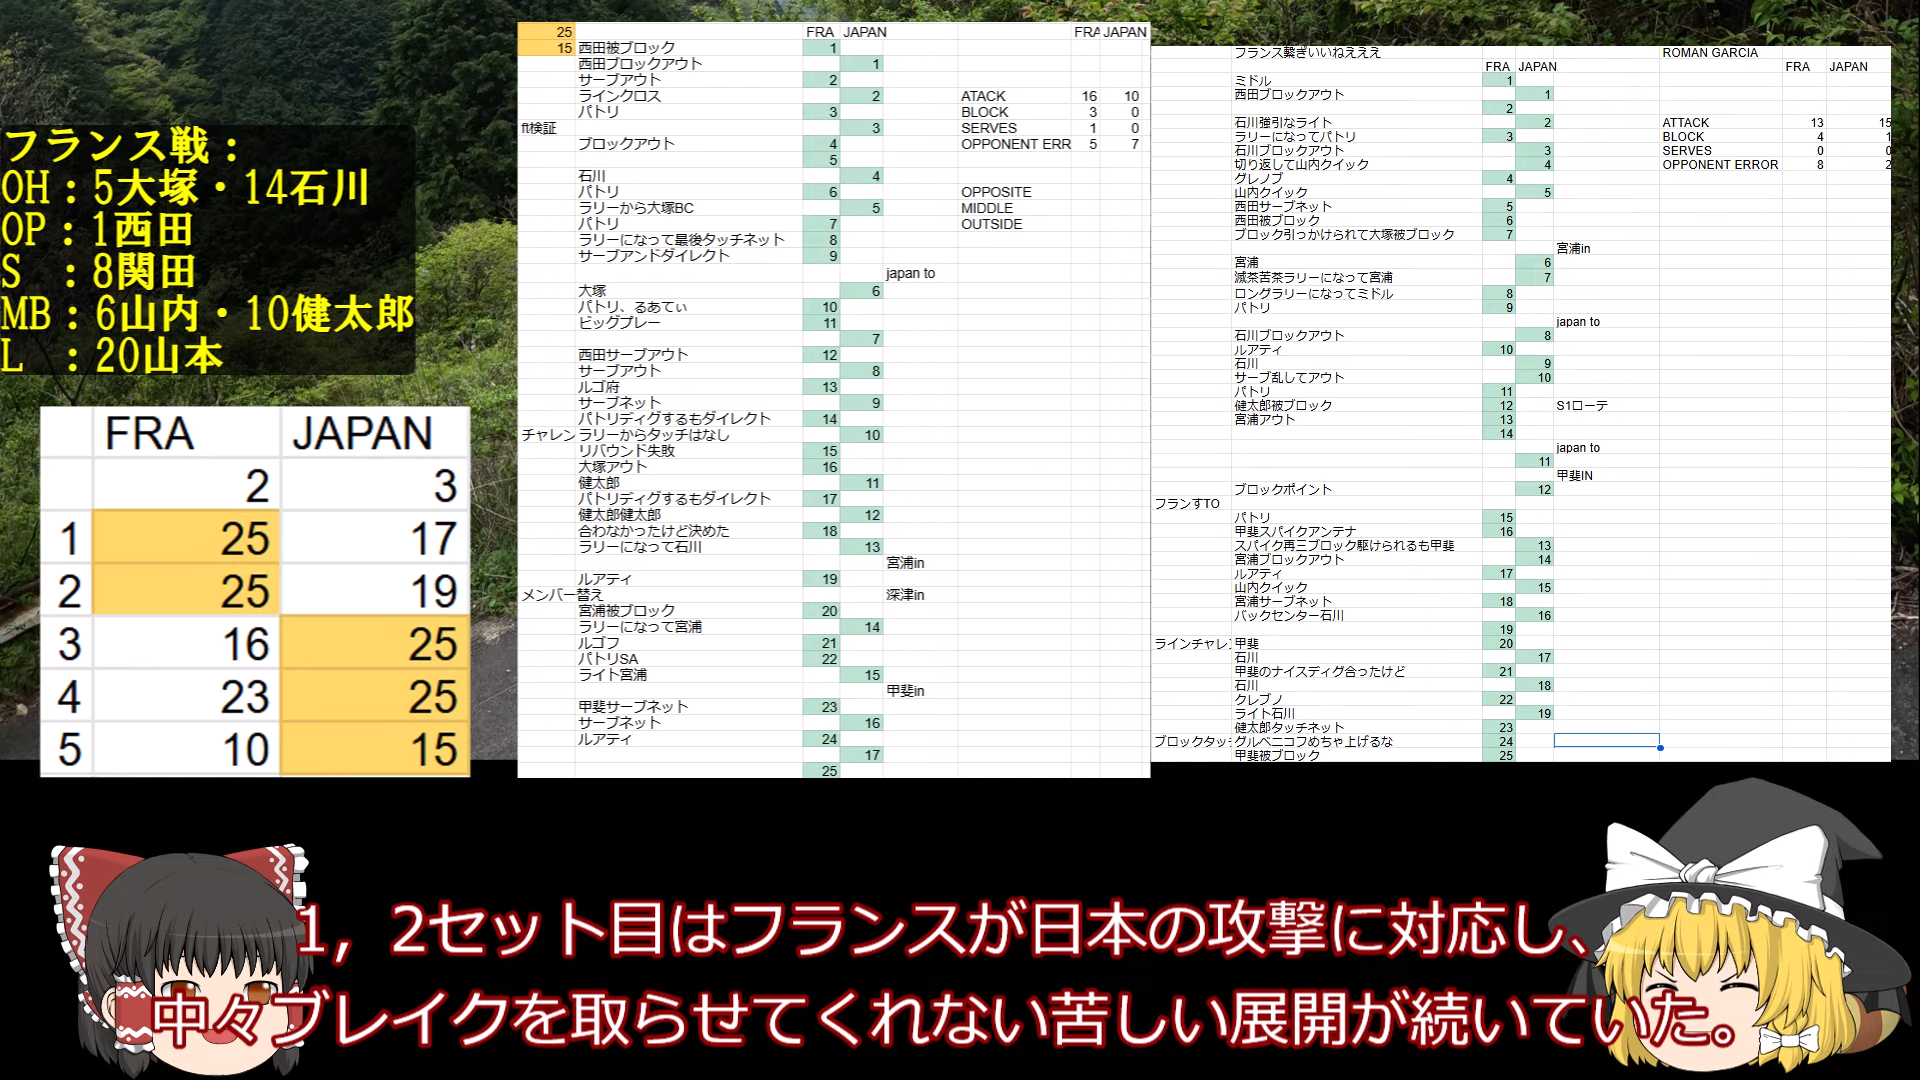 フランス戦：
OH：5大塚・14石川
OP：1西田
S ：8関田
MB：6山内・10健太郎
L ：20山本
FRA JAPAN
2 3
1 25 17
2 25 19
3 16 25
4 23 25
5 10 15
25 FRA JAPAN FRA JAPAN
15 西田被ブロック 1
西田ブロックアウト 1
サーブアウト 2
ラインクロス 2 ATACK 16 10
パトリ 3 BLOCK 3 0
ft検証 3 SERVES 1 0
ブロックアウト 4 OPPONENT ERR 5 7
5
石川 4
パトリ 6 OPPOSITE
ラリーから大塚BC 5 MIDDLE
パトリ 7 OUTSIDE
ラリーになって最後タッチネット 8
サーブアンドダイレクト 9
japan to
大塚 6
パトリ、るあてぃ 10
ビッグプレー 11
7
西田サーブアウト 12
サーブアウト 8
ルゴ府 13
サーブネット 9
パトリディグするもダイレクト 14
チャレン ラリーからタッチはなし 10
リバウンド失敗 15
大塚アウト 16
健太郎 11
パトリディグするもダイレクト 17
健太郎健太郎 12
合わなかったけど決めた 18
ラリーになって石川 13
宮浦in
ルアティ 19
メンバー替え 深津in
宮浦被ブロック 20
ラリーになって宮浦 14
ルゴフ 21
パトリSA 22
ライト宮浦 15
甲斐in
甲斐サーブネット 23
サーブネット 16
ルアティ 24
17
25
フランス繋ぎいいねえええ ROMAN GARCIA
FRA JAPAN FRA JAPAN
ミドル 1
西田ブロックアウト 1
2
石川強引なライト 2 ATTACK 13 15
ラリーになってパトリ 3 BLOCK 4 1
石川ブロックアウト 3 SERVES 0 0
切り返して山内クイック 4 OPPONENT ERROR 8 2
グレノブ 4
山内クイック 5
西田サーブネット 5
西田被ブロック 6
ブロック引っかけられて大塚被ブロック 7
宮浦in
宮浦 6
滅茶苦茶ラリーになって宮浦 7
ロングラリーになってミドル 8
パトリ 9
japan to
石川ブロックアウト 8
ルアティ 10
石川 9
サーブ乱してアウト 10
パトリ 11
健太郎被ブロック 12 S1ローテ
宮浦アウト 13
14
japan to
11
甲斐IN
ブロックポイント 12
フランすTO
パトリ 15
甲斐スパイクアンテナ 16
スパイク再三ブロック駆けられるも甲斐 13
宮浦ブロックアウト 14
ルアティ 17
山内クイック 15
宮浦サーブネット 18
バックセンター石川 16
19
ラインチャレン 甲斐 20
石川 17
甲斐のナイスディグ合ったけど 21
石川 18
クレブノ 22
ライト石川 19
健太郎タッチネット 23
ブロックタッチ グルベニコフめちゃ上げるな 24
甲斐被ブロック 25
1，2セット目はフランスが日本の攻撃に対応し、
中々ブレイクを取らせてくれない苦しい展開が続いていた。